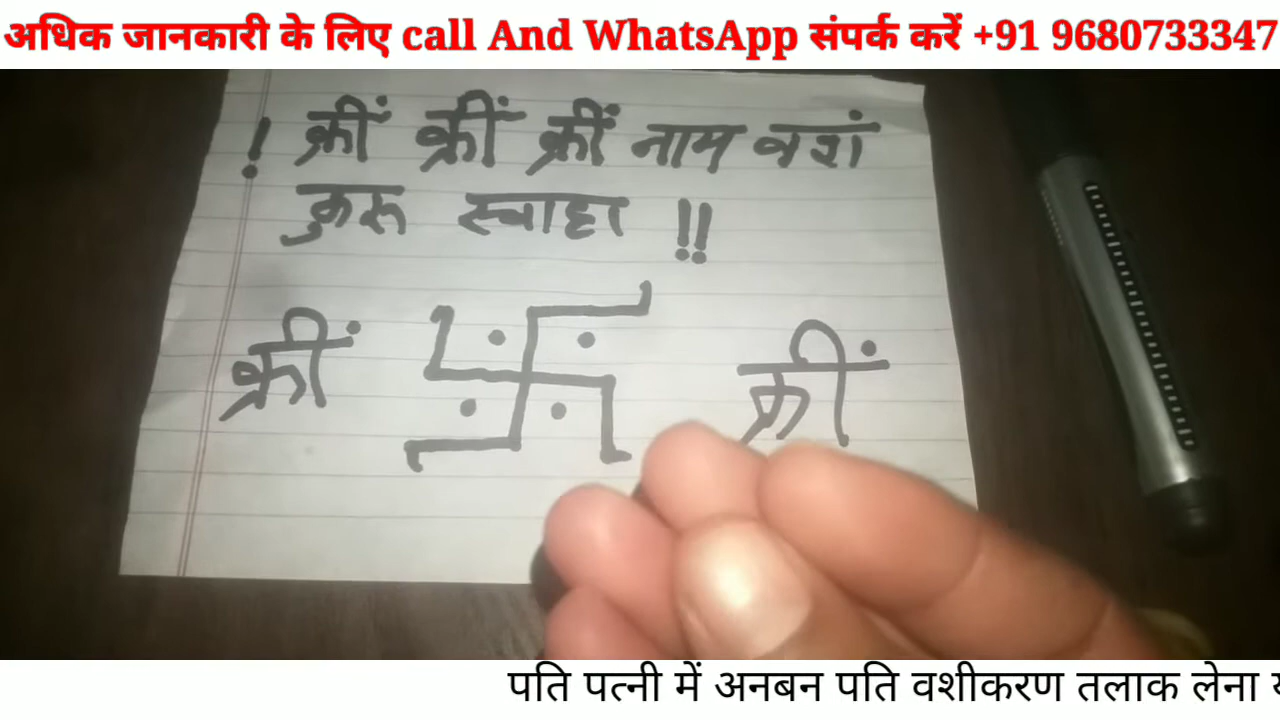 अधिक जानकारी के लिए call And WhatsApp संपर्क करें +91 9680733347
! क्रीं क्रीं क्रीं नाम वशं
कुरू स्वाहा !!
क्रीं क्रीं
पति पत्नी में अनबन पति वशीकरण तलाक लेना